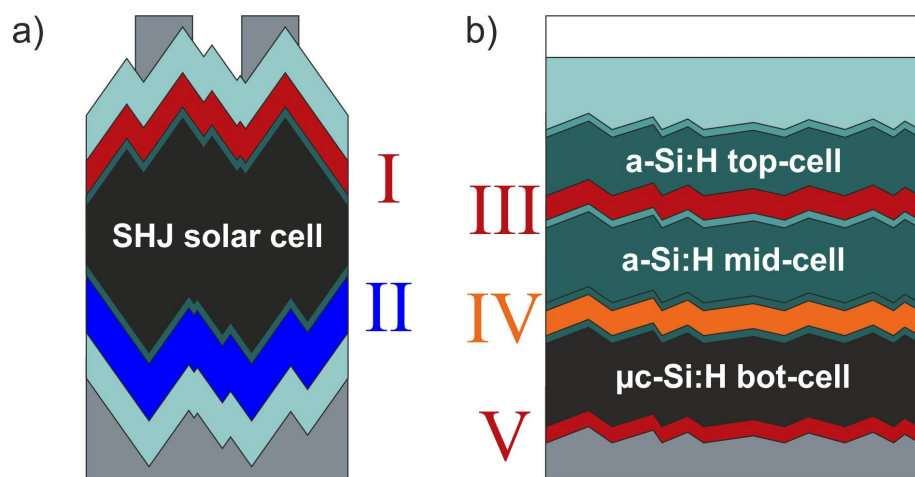 a)
b)
SHJ solar cell
I
II
a-Si:H top-cell
III
a-Si:H mid-cell
IV
µc-Si:H bot-cell
V